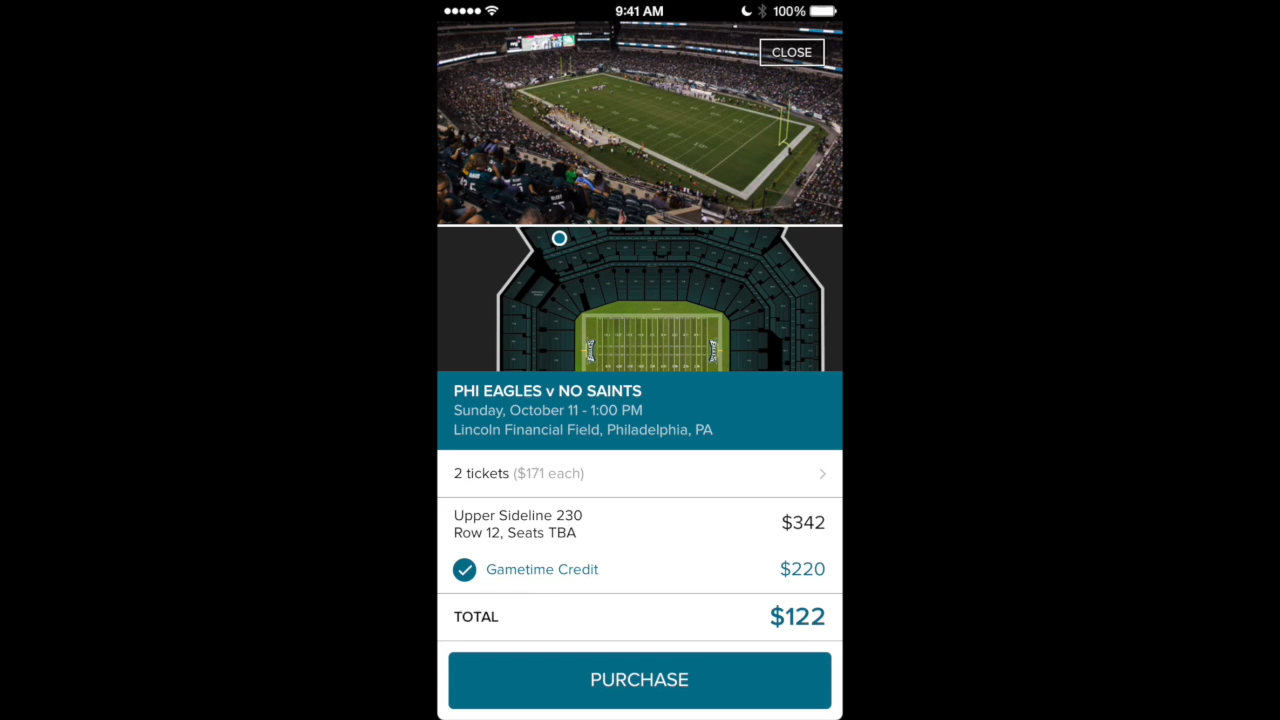 9:41 AM
100%
CLOSE
PHI EAGLES v NO SAINTS
Sunday, October 11 - 1:00 PM
Lincoln Financial Field, Philadelphia, PA
2 tickets ($171 each)
Upper Sideline 230
$342
Row 12, Seats TBA
Gametime Credit
$220
TOTAL
$122
PURCHASE